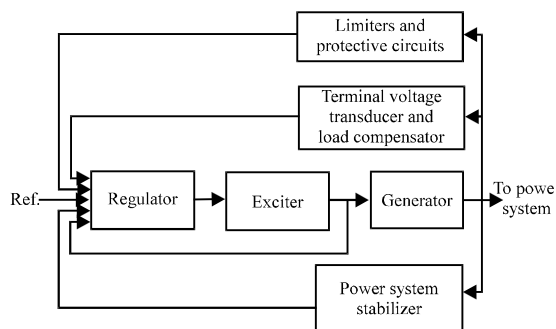 Limiters and
protective circuits
Terminal voltage
transducer and
load compensator
Ref.
Regulator
Exciter
Generator
To power
system
Power system
stabilizer